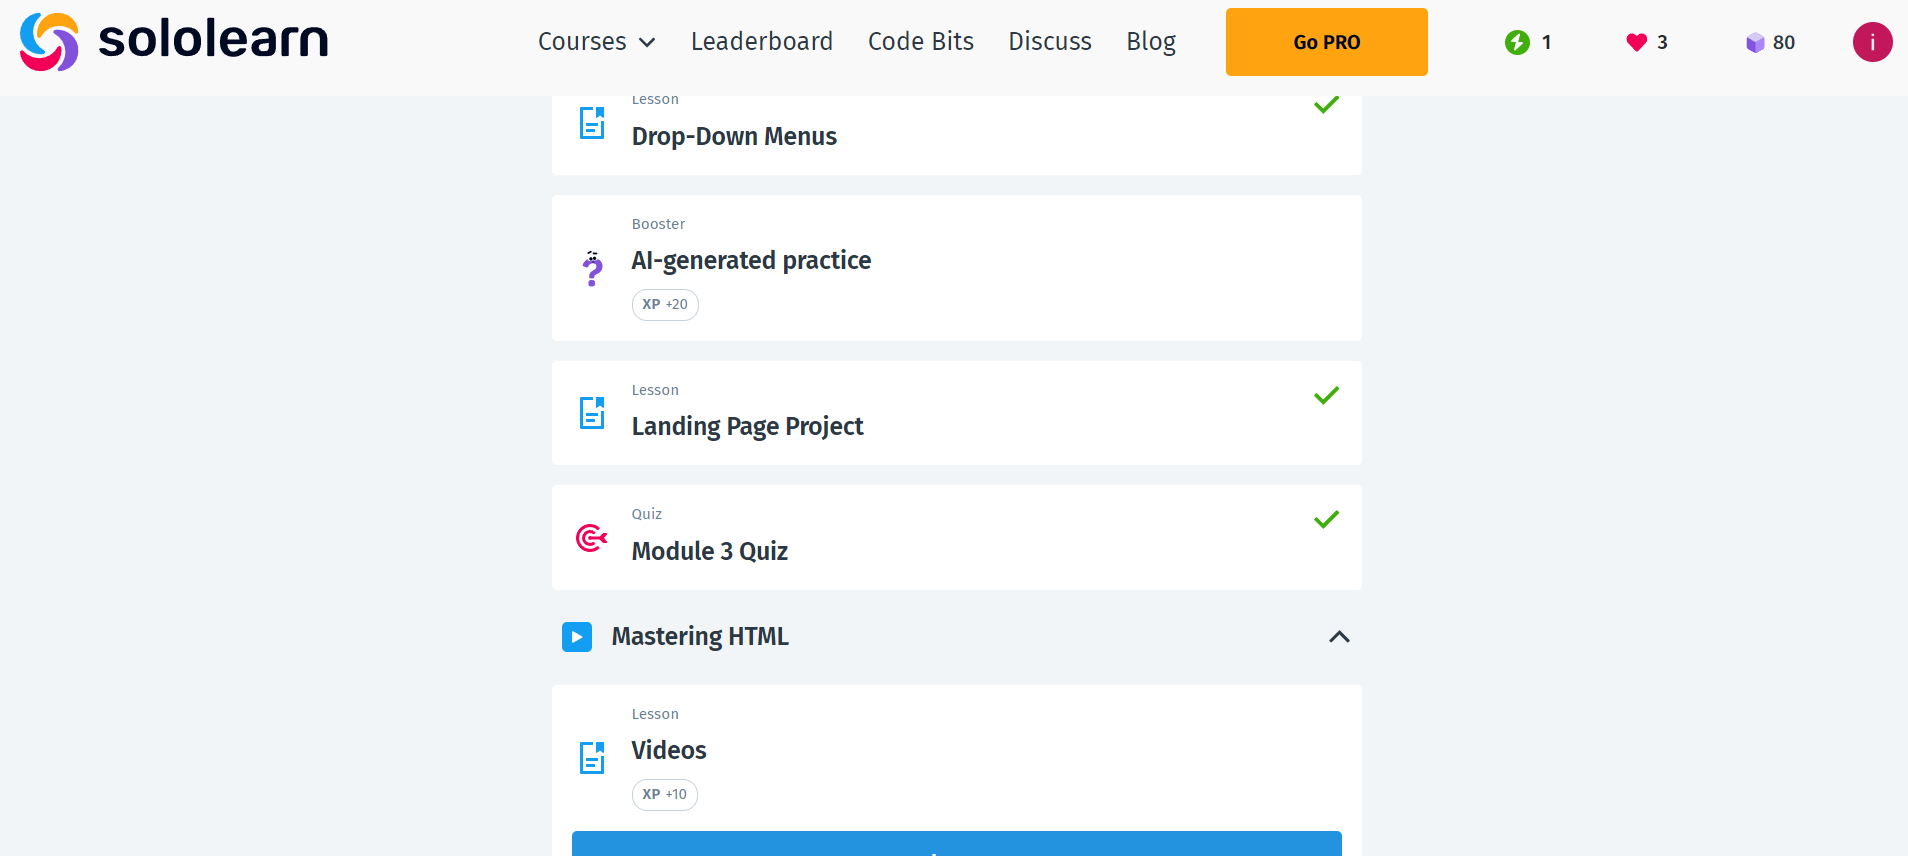 sololearn
Courses Leaderboard Code Bits Discuss Blog Go PRO 1 3 80 i
Lesson
Drop-Down Menus
Booster
AI-generated practice
XP +20
Lesson
Landing Page Project
Lesson
Quiz
Module 3 Quiz
Mastering HTML
Lesson
Videos
XP +10